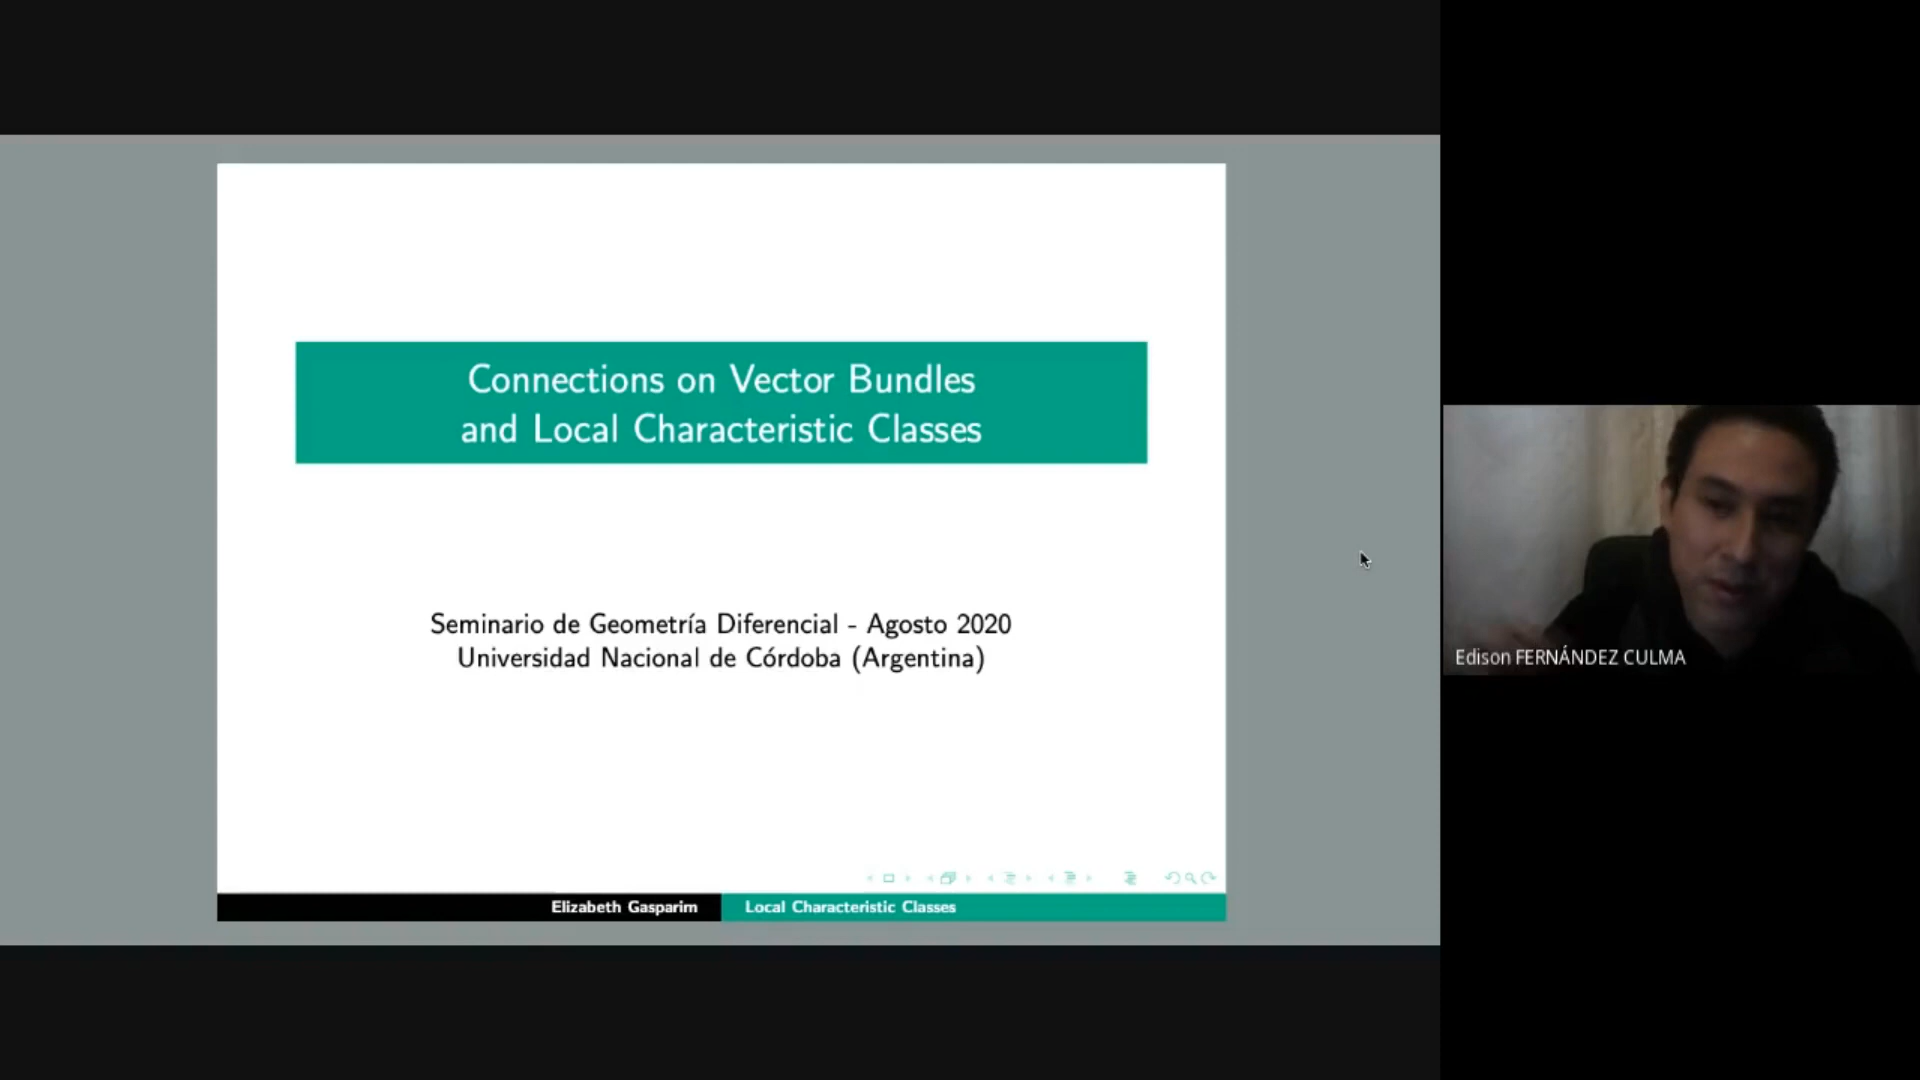 Connections on Vector Bundles
and Local Characteristic Classes
Seminario de Geometría Diferencial - Agosto 2020
Universidad Nacional de Córdoba (Argentina)
Elizabeth Gasparim
Local Characteristic Classes
Edison FERNÁNDEZ CULMA